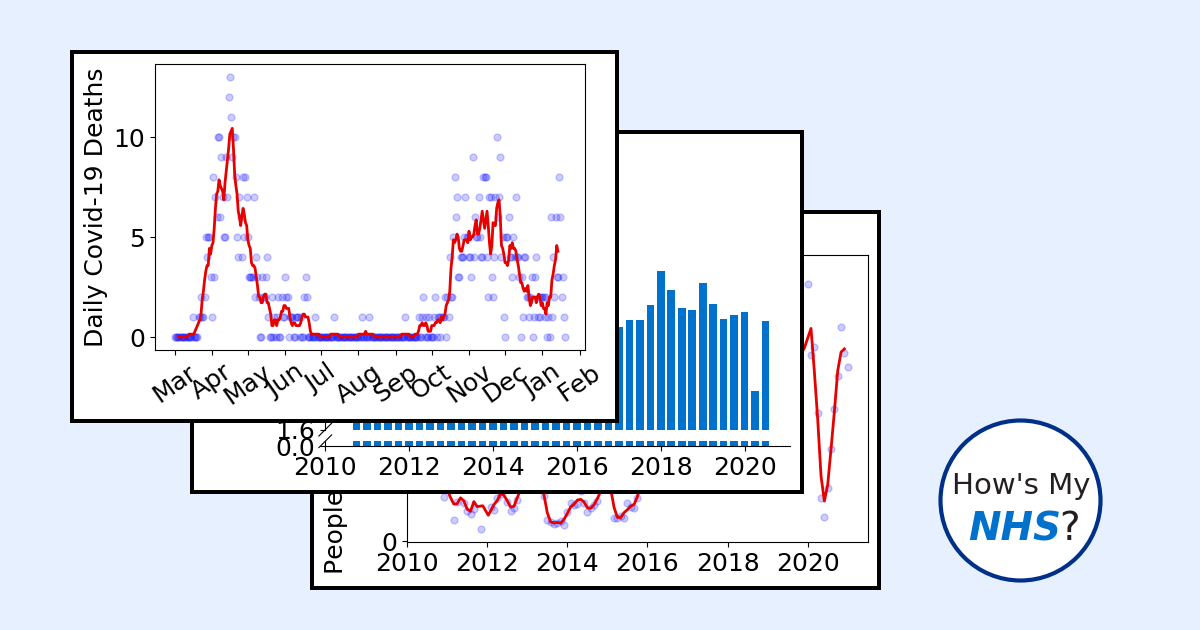 Daily Covid-19 Deaths
10
5
0
Mar Apr May Jun Jul Aug Sep Oct Nov Dec Jan Feb
1.6
0.0
2010 2012 2014 2016 2018 2020
People
0
2010 2012 2014 2016 2018 2020
How's My
NHS?